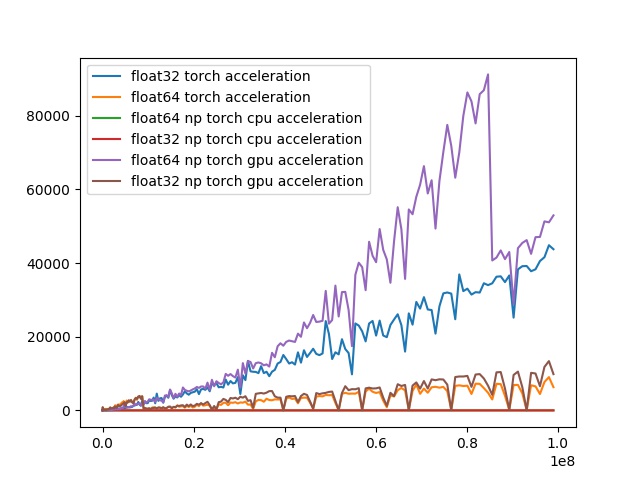 float32 torch acceleration
float64 torch acceleration
float64 np torch cpu acceleration
float32 np torch cpu acceleration
float64 np torch gpu acceleration
float32 np torch gpu acceleration
80000
60000
40000
20000
0
0.0 0.2 0.4 0.6 0.8 1.0
1e8